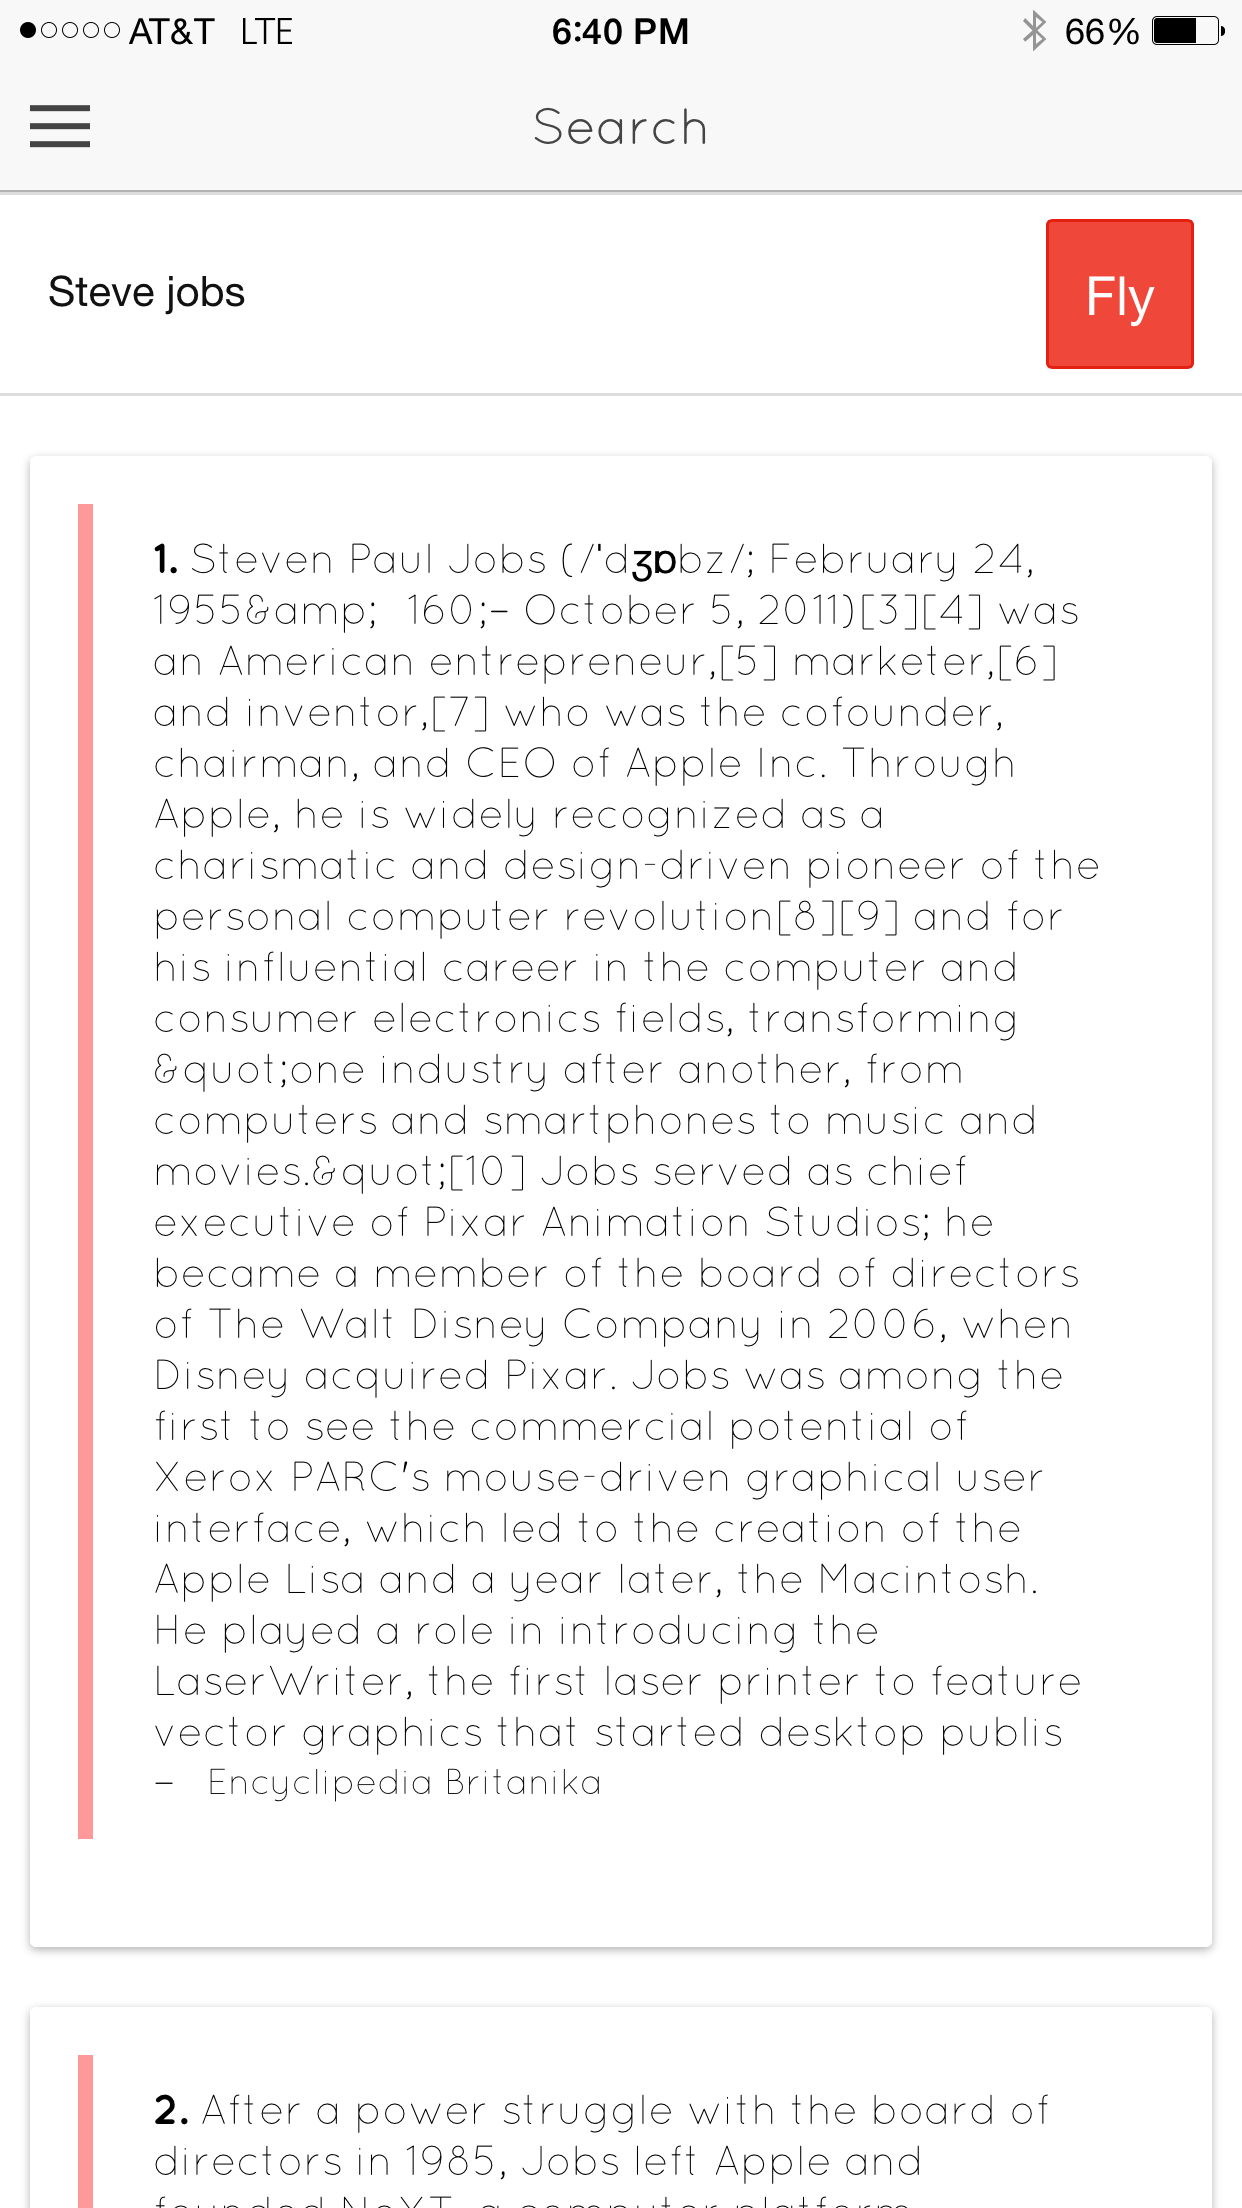 AT&T LTE 6:40 PM 66%
Search
Steve jobs
Fly
1. Steven Paul Jobs (/ˈdʒɒbz/; February 24,
1955&amp; 160;– October 5, 2011)[3][4] was
an American entrepreneur,[5] marketer,[6]
and inventor,[7] who was the cofounder,
chairman, and CEO of Apple Inc. Through
Apple, he is widely recognized as a
charismatic and design-driven pioneer of the
personal computer revolution[8][9] and for
his influential career in the computer and
consumer electronics fields, transforming
&quot;one industry after another, from
computers and smartphones to music and
movies.&quot;[10] Jobs served as chief
executive of Pixar Animation Studios; he
became a member of the board of directors
of The Walt Disney Company in 2006, when
Disney acquired Pixar. Jobs was among the
first to see the commercial potential of
Xerox PARC's mouse-driven graphical user
interface, which led to the creation of the
Apple Lisa and a year later, the Macintosh.
He played a role in introducing the
LaserWriter, the first laser printer to feature
vector graphics that started desktop publis
– Encyclipedia Britanika
2. After a power struggle with the board of
directors in 1985, Jobs left Apple and
founded NeXT, a computer platform